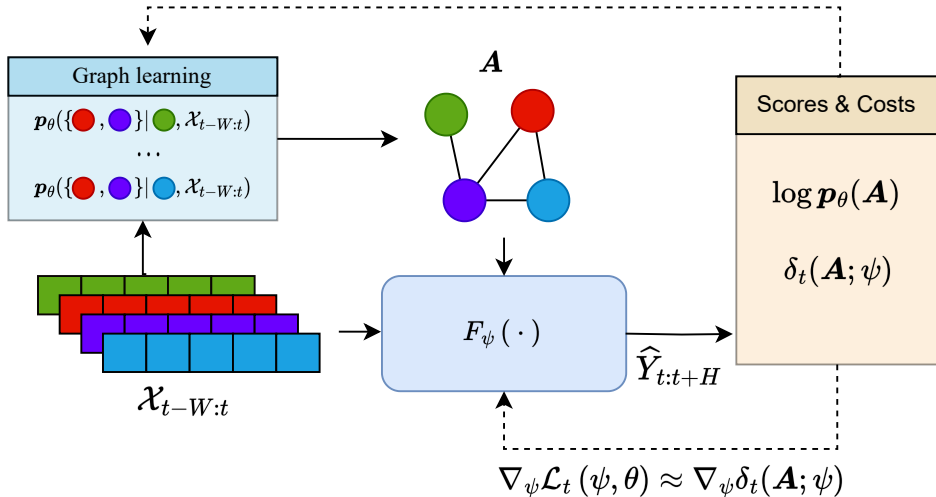 Graph learning
𝒑_θ({ , }| , 𝒳_{t−W:t})
...
𝒑_θ({ , }| , 𝒳_{t−W:t})
𝑨
Scores & Costs
log 𝒑_θ(𝑨)
δ_t(𝑨; ψ)
F_ψ( · )
Ŷ_{t:t+H}
𝒳_{t−W:t}
∇_ψ 𝓛_t (ψ, θ) ≈ ∇_ψ δ_t(𝑨; ψ)